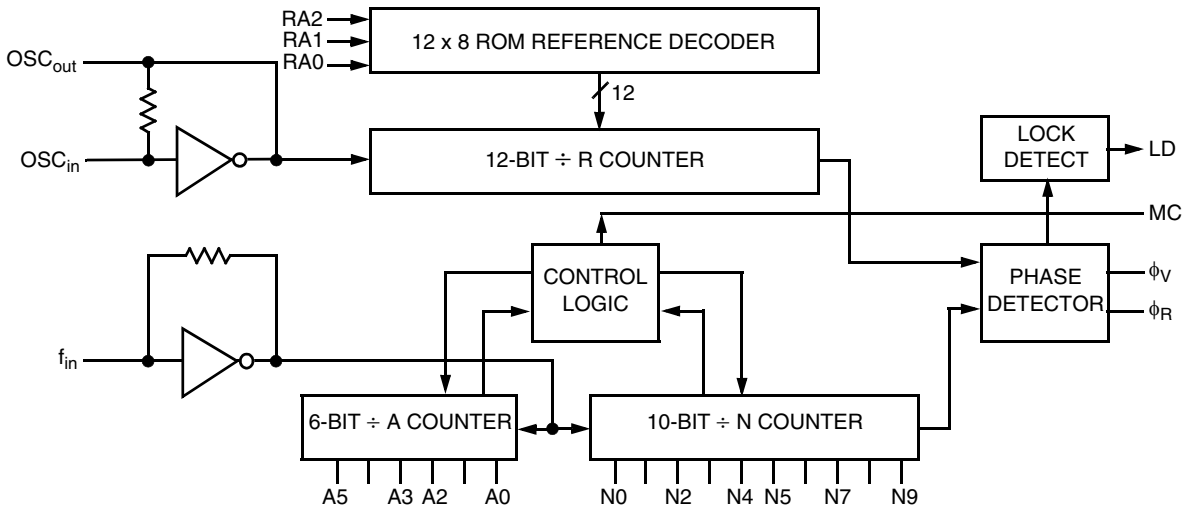 RA2
RA1
RA0
12 x 8 ROM REFERENCE DECODER
OSCout
12
OSCin
12-BIT ÷ R COUNTER
LOCK
DETECT
LD
MC
CONTROL
LOGIC
PHASE
DETECTOR
ϕV
ϕR
fin
6-BIT ÷ A COUNTER
10-BIT ÷ N COUNTER
A5 A3 A2 A0 N0 N2 N4 N5 N7 N9